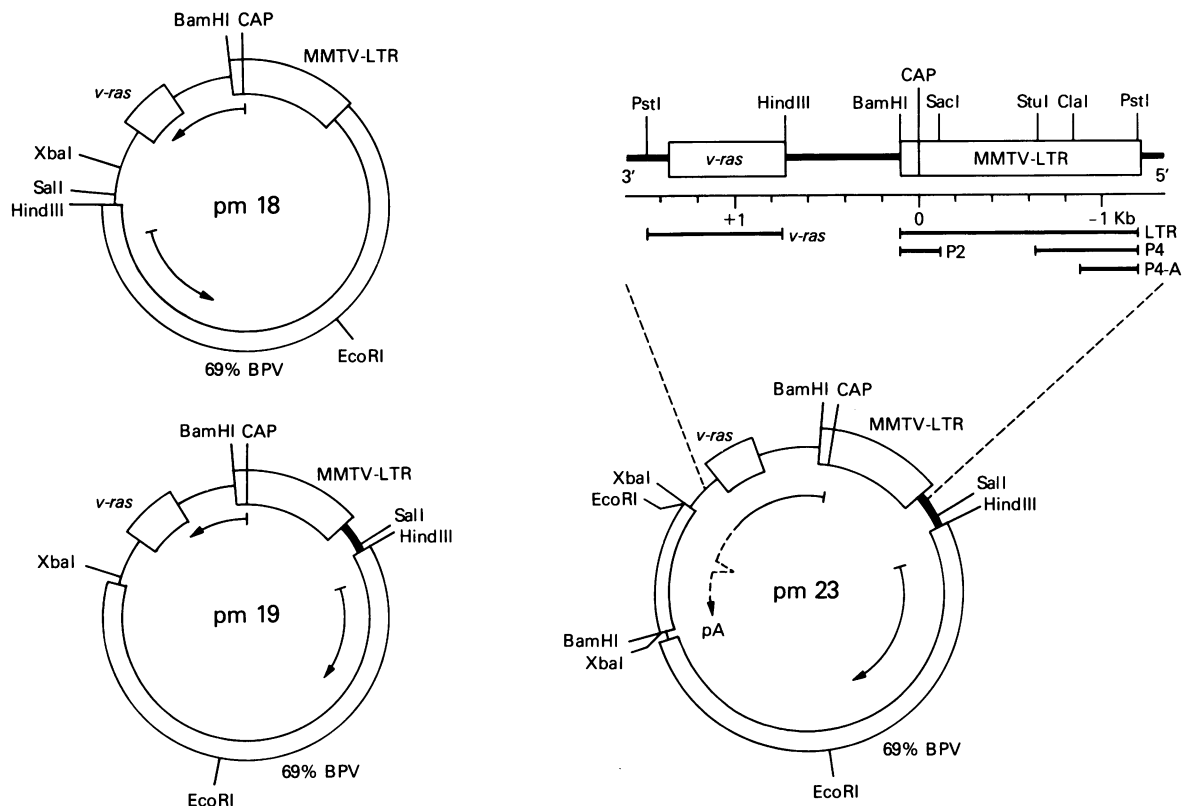 BamHI CAP
MMTV-LTR
v-ras
XbaI
SalI
HindIII
pm 18
EcoRI
69% BPV
BamHI CAP
MMTV-LTR
v-ras
SalI
HindIII
XbaI
pm 19
69% BPV
EcoRI
CAP
PstI HindIII BamHI SacI StuI ClaI PstI
v-ras MMTV-LTR
3' 5'
+1 0 -1 Kb
v-ras LTR
P2 P4
P4-A
BamHI CAP
MMTV-LTR
v-ras
XbaI
EcoRI
SalI
HindIII
pm 23
pA
BamHI
XbaI
69% BPV
EcoRI